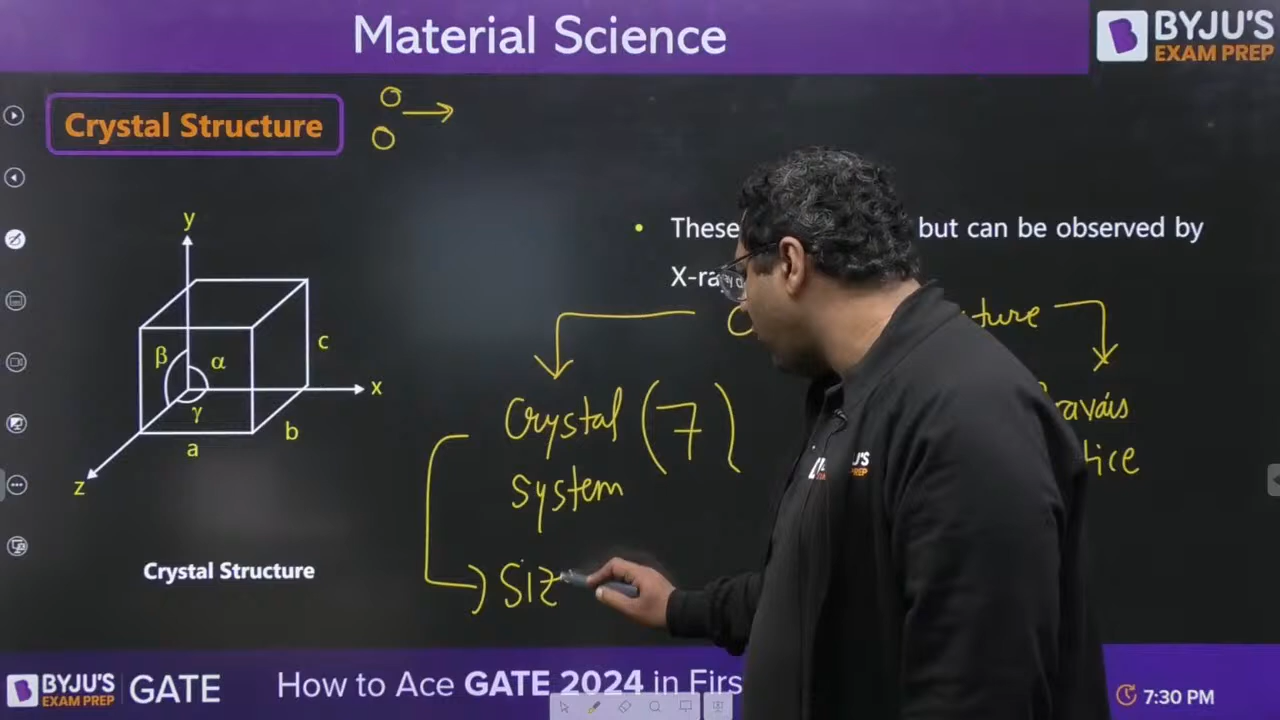 Material Science
BYJU'S
EXAM PREP
Crystal Structure
y
These but can be observed by
β α c
x
γ
b
a
z
Crystal (7)
system
Siz
Crystal Structure
BYJU'S
EXAM PREP
GATE
How to Ace GATE 2024 in Firs
7:30 PM